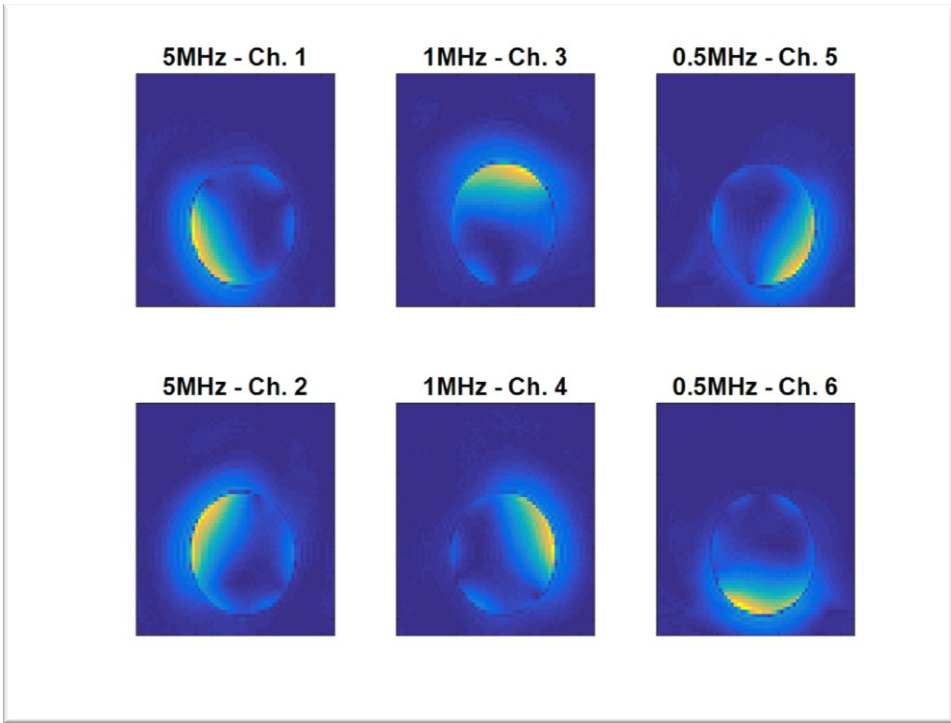 5MHz - Ch. 1
1MHz - Ch. 3
0.5MHz - Ch. 5
5MHz - Ch. 2
1MHz - Ch. 4
0.5MHz - Ch. 6